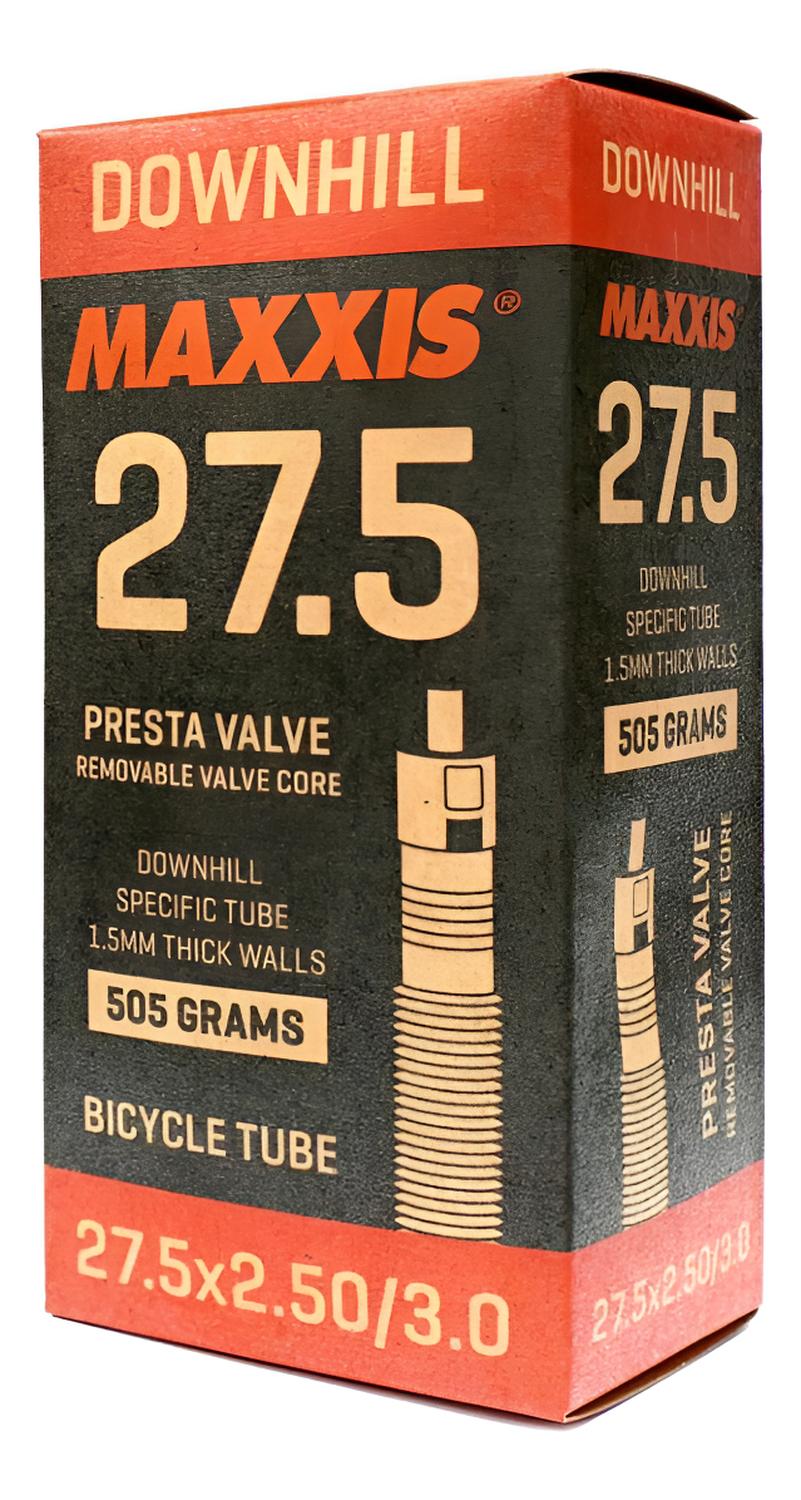 DOWNHILL
MAXXIS®
27.5
PRESTA VALVE
REMOVABLE VALVE CORE
DOWNHILL
SPECIFIC TUBE
1.5MM THICK WALLS
505 GRAMS
BICYCLE TUBE
27.5x2.50/3.0
DOWNHILL
MAXXIS
27.5
DOWNHILL
SPECIFIC TUBE
1.5MM THICK WALLS
505 GRAMS
PRESTA VALVE
REMOVABLE VALVE CORE
27.5x2.50/3.0